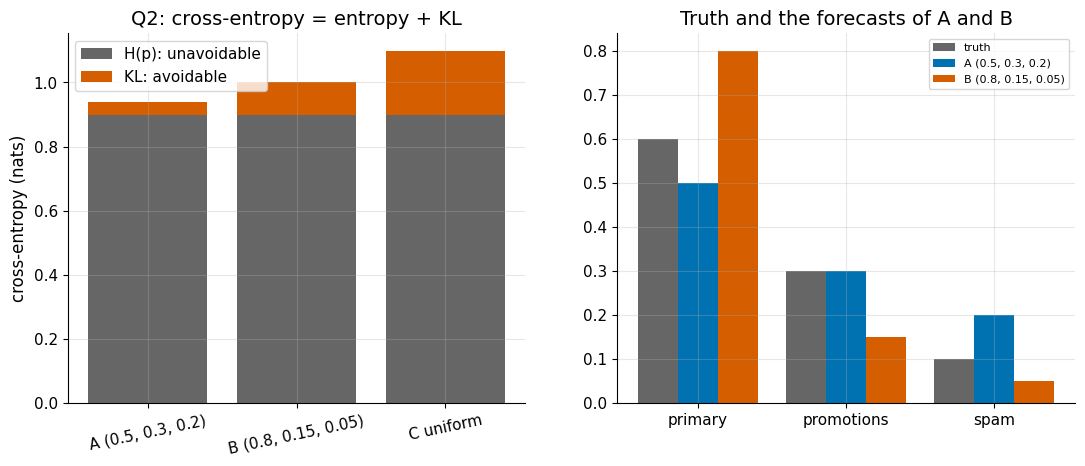 Q2: cross-entropy = entropy + KL
H(p): unavoidable
KL: avoidable
cross-entropy (nats)
1.0
0.8
0.6
0.4
0.2
0.0
A (0.5, 0.3, 0.2)
B (0.8, 0.15, 0.05)
C uniform
Truth and the forecasts of A and B
truth
A (0.5, 0.3, 0.2)
B (0.8, 0.15, 0.05)
0.8
0.7
0.6
0.5
0.4
0.3
0.2
0.1
0.0
primary
promotions
spam